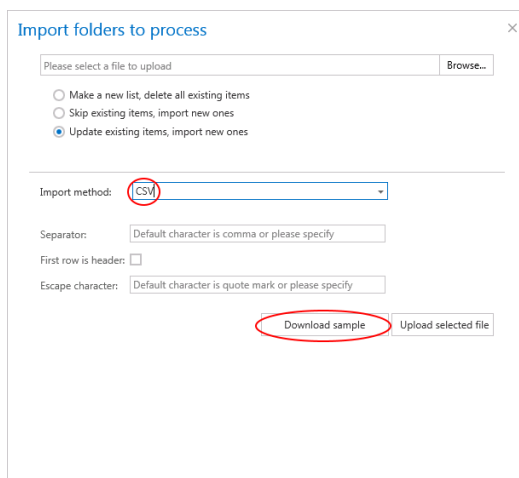 Import folders to process
Please select a file to upload
Browse...
Make a new list, delete all existing items
Skip existing items, import new ones
Update existing items, import new ones
Import method: CSV
Separator: Default character is comma or please specify
First row is header:
Escape character: Default character is quote mark or please specify
Download sample Upload selected file